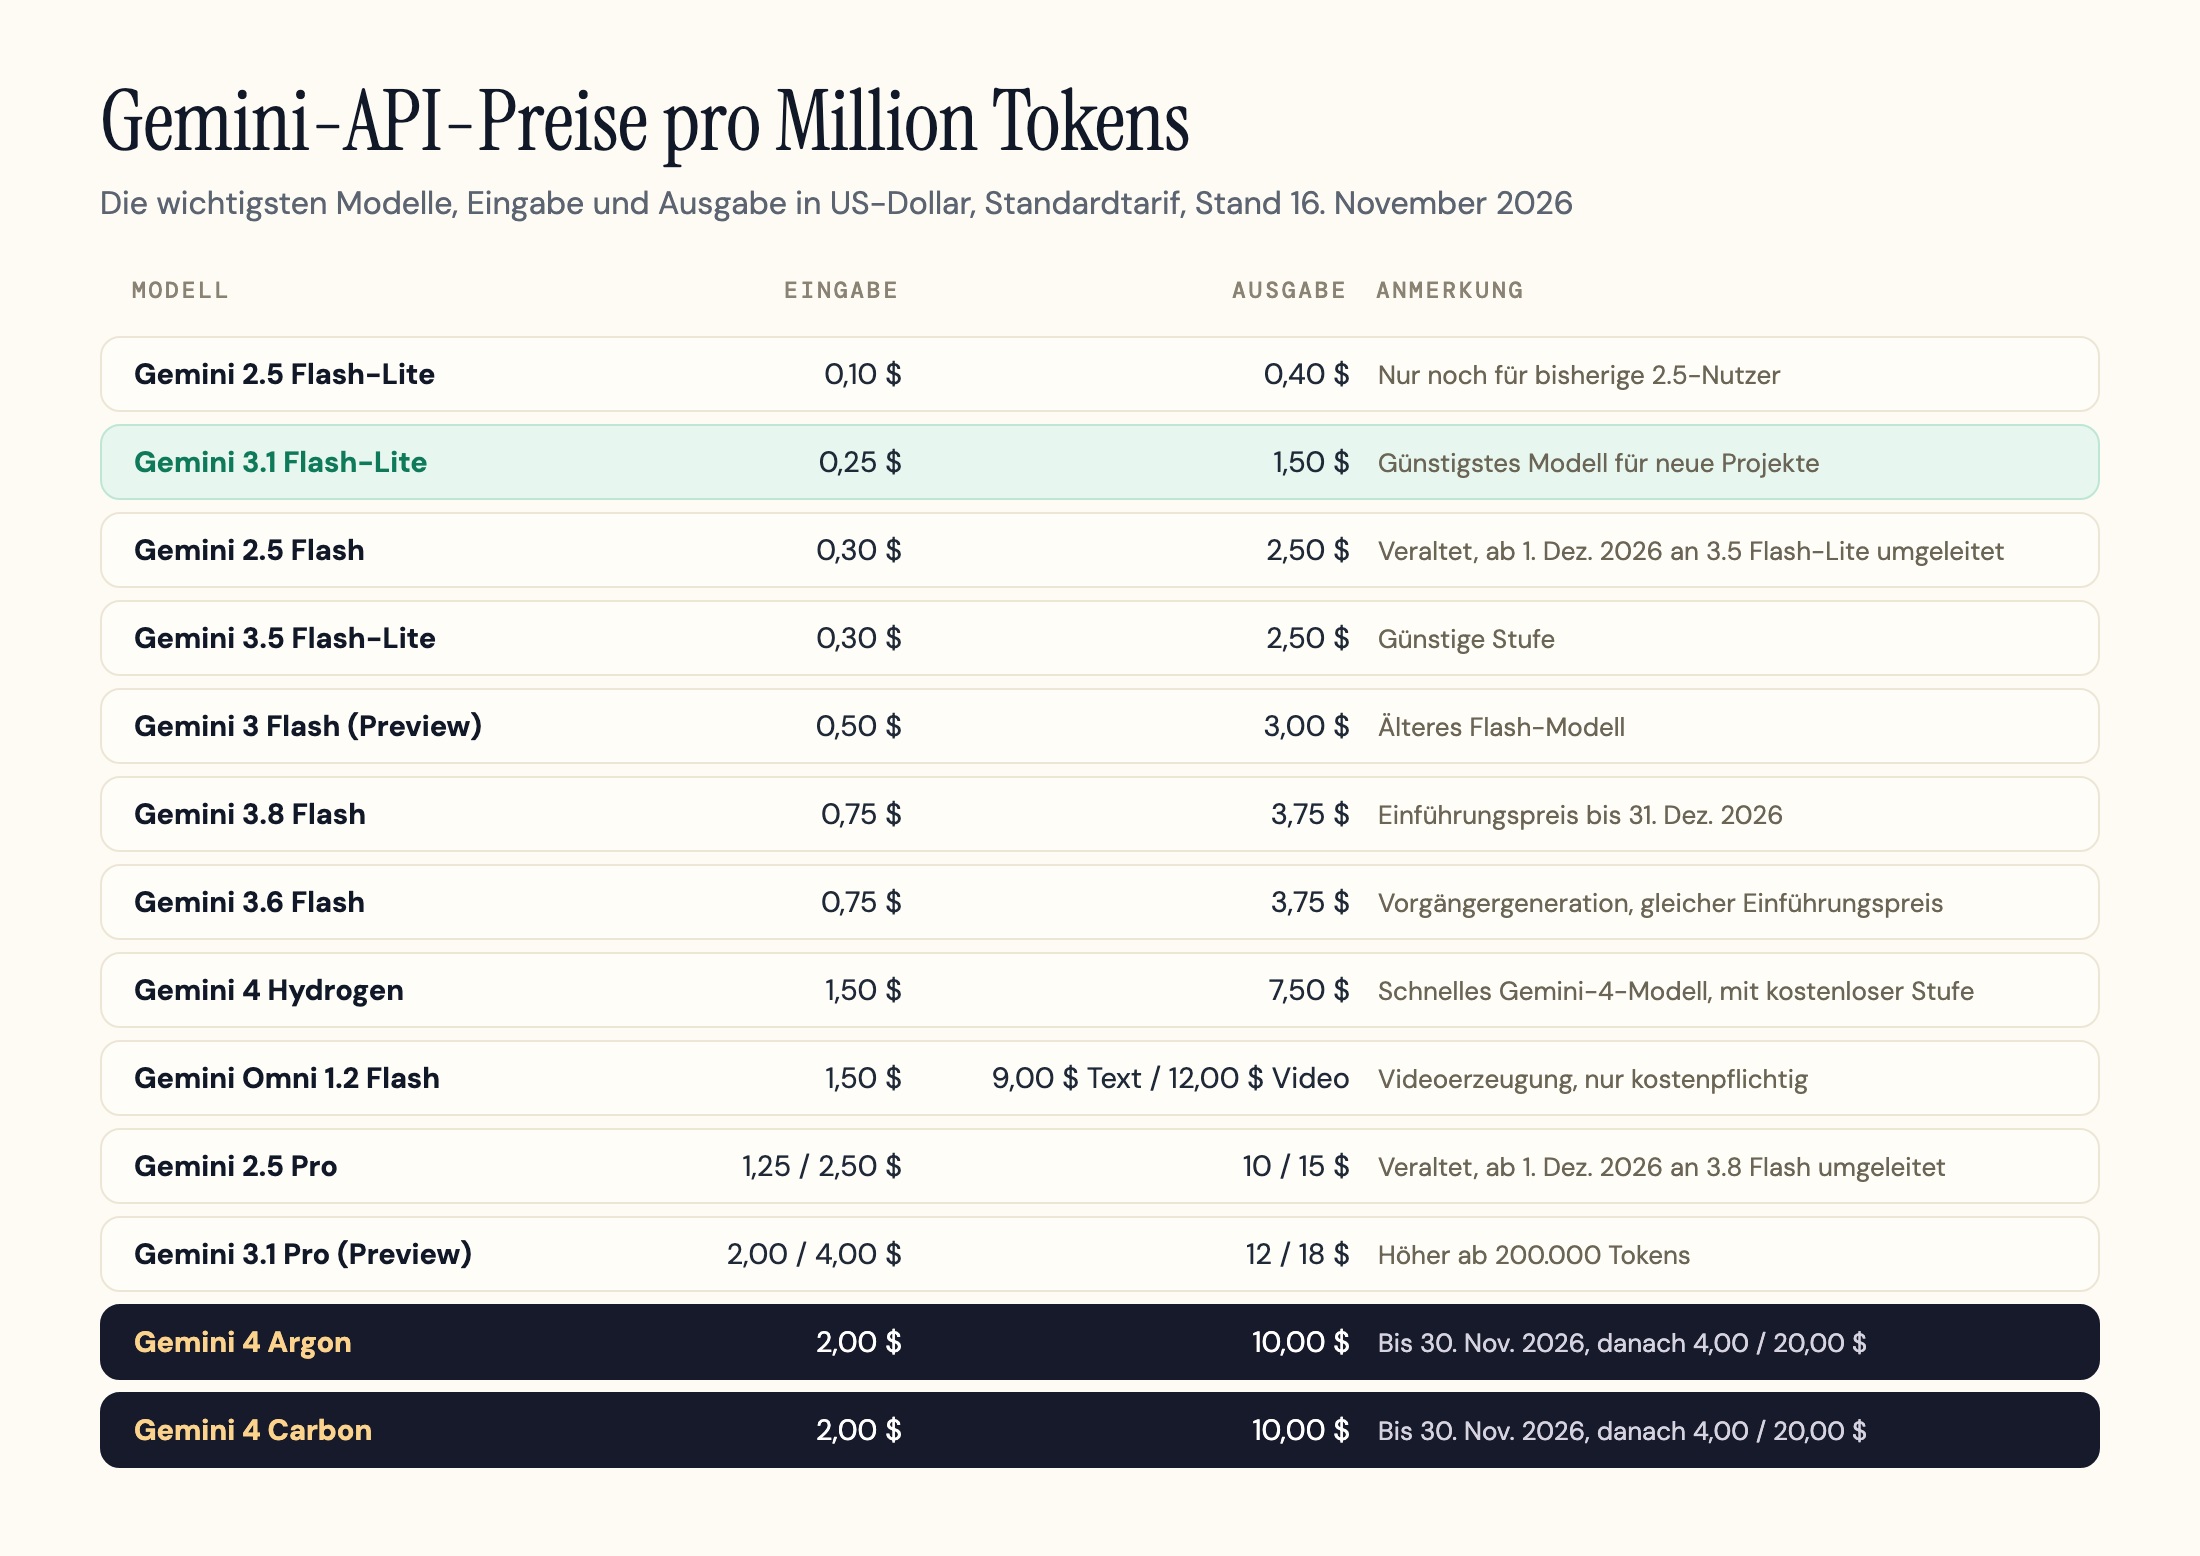 Gemini-API-Preise pro Million Tokens
Die wichtigsten Modelle, Eingabe und Ausgabe in US-Dollar, Standardtarif, Stand 16. November 2026
MODELL EINGABE AUSGABE ANMERKUNG
Gemini 2.5 Flash-Lite 0,10 $ 0,40 $ Nur noch für bisherige 2.5-Nutzer
Gemini 3.1 Flash-Lite 0,25 $ 1,50 $ Günstigstes Modell für neue Projekte
Gemini 2.5 Flash 0,30 $ 2,50 $ Veraltet, ab 1. Dez. 2026 an 3.5 Flash-Lite umgeleitet
Gemini 3.5 Flash-Lite 0,30 $ 2,50 $ Günstige Stufe
Gemini 3 Flash (Preview) 0,50 $ 3,00 $ Älteres Flash-Modell
Gemini 3.8 Flash 0,75 $ 3,75 $ Einführungspreis bis 31. Dez. 2026
Gemini 3.6 Flash 0,75 $ 3,75 $ Vorgängergeneration, gleicher Einführungspreis
Gemini 4 Hydrogen 1,50 $ 7,50 $ Schnelles Gemini-4-Modell, mit kostenloser Stufe
Gemini Omni 1.2 Flash 1,50 $ 9,00 $ Text / 12,00 $ Video Videoerzeugung, nur kostenpflichtig
Gemini 2.5 Pro 1,25 / 2,50 $ 10 / 15 $ Veraltet, ab 1. Dez. 2026 an 3.8 Flash umgeleitet
Gemini 3.1 Pro (Preview) 2,00 / 4,00 $ 12 / 18 $ Höher ab 200.000 Tokens
Gemini 4 Argon 2,00 $ 10,00 $ Bis 30. Nov. 2026, danach 4,00 / 20,00 $
Gemini 4 Carbon 2,00 $ 10,00 $ Bis 30. Nov. 2026, danach 4,00 / 20,00 $